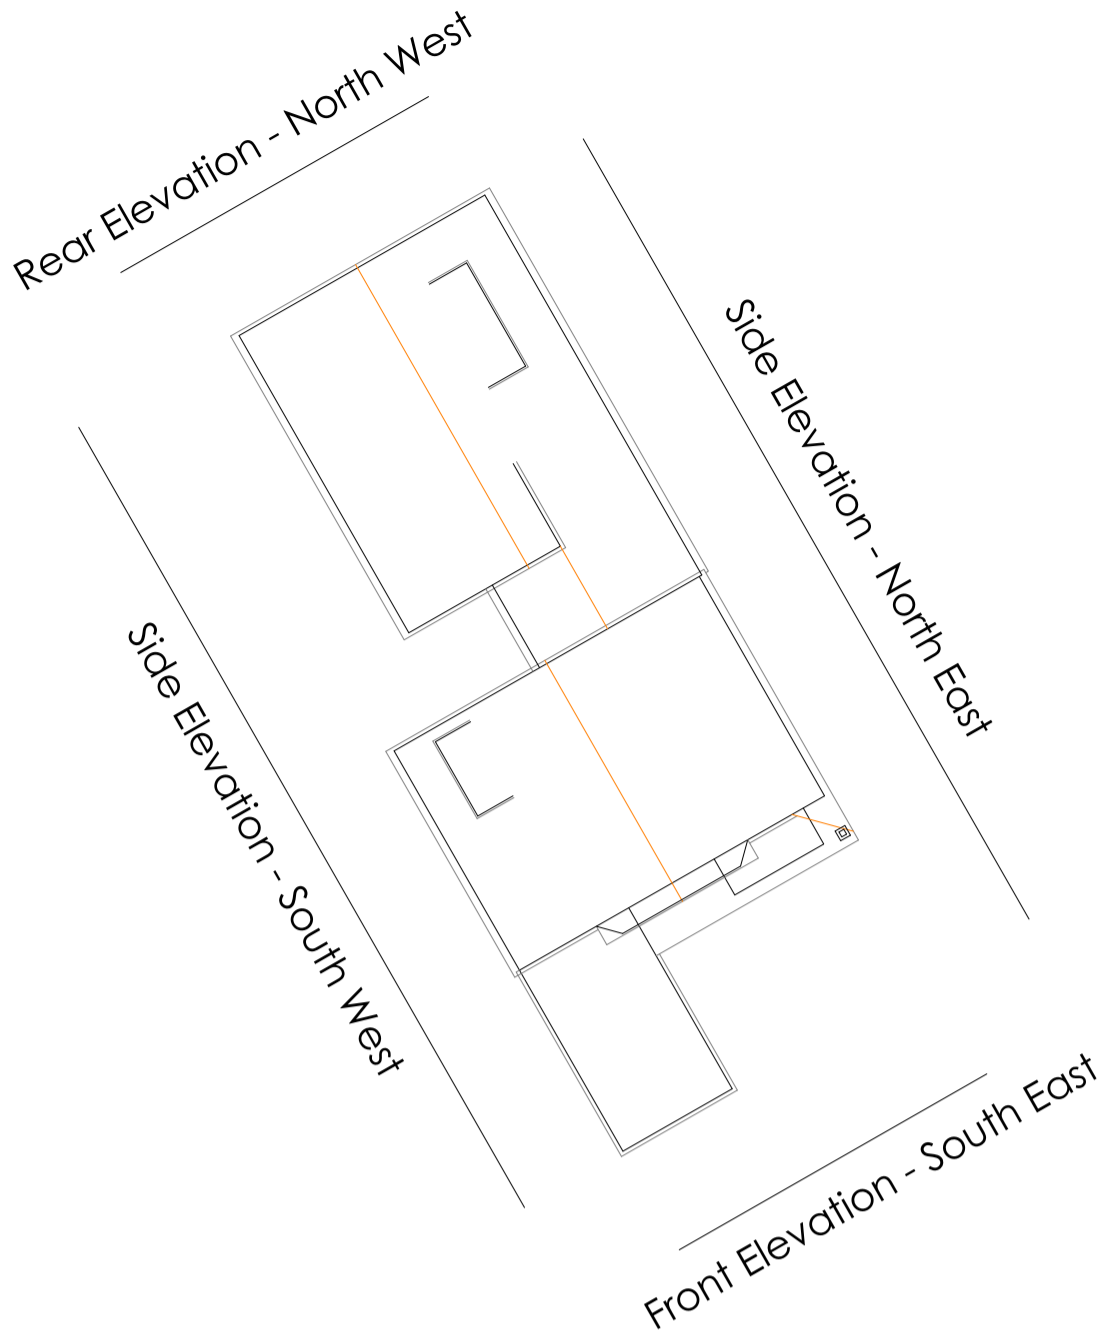 Rear Elevation - North West
Side Elevation - North East
Side Elevation - South West
Front Elevation - South East